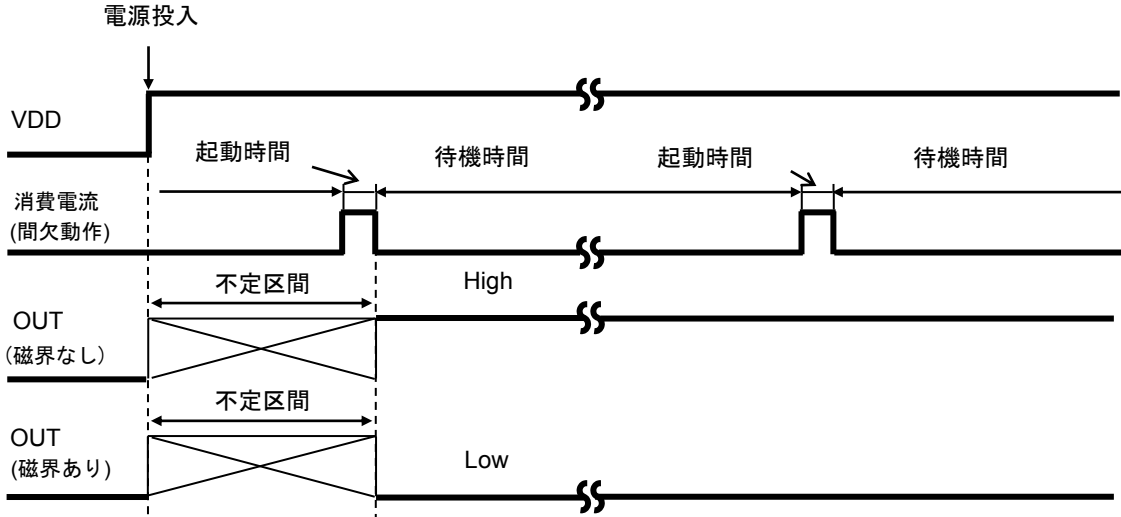 電源投入
VDD
起動時間 待機時間 起動時間 待機時間
消費電流
(間欠動作)
不定区間 High
OUT
(磁界なし)
不定区間
OUT
(磁界あり)
Low